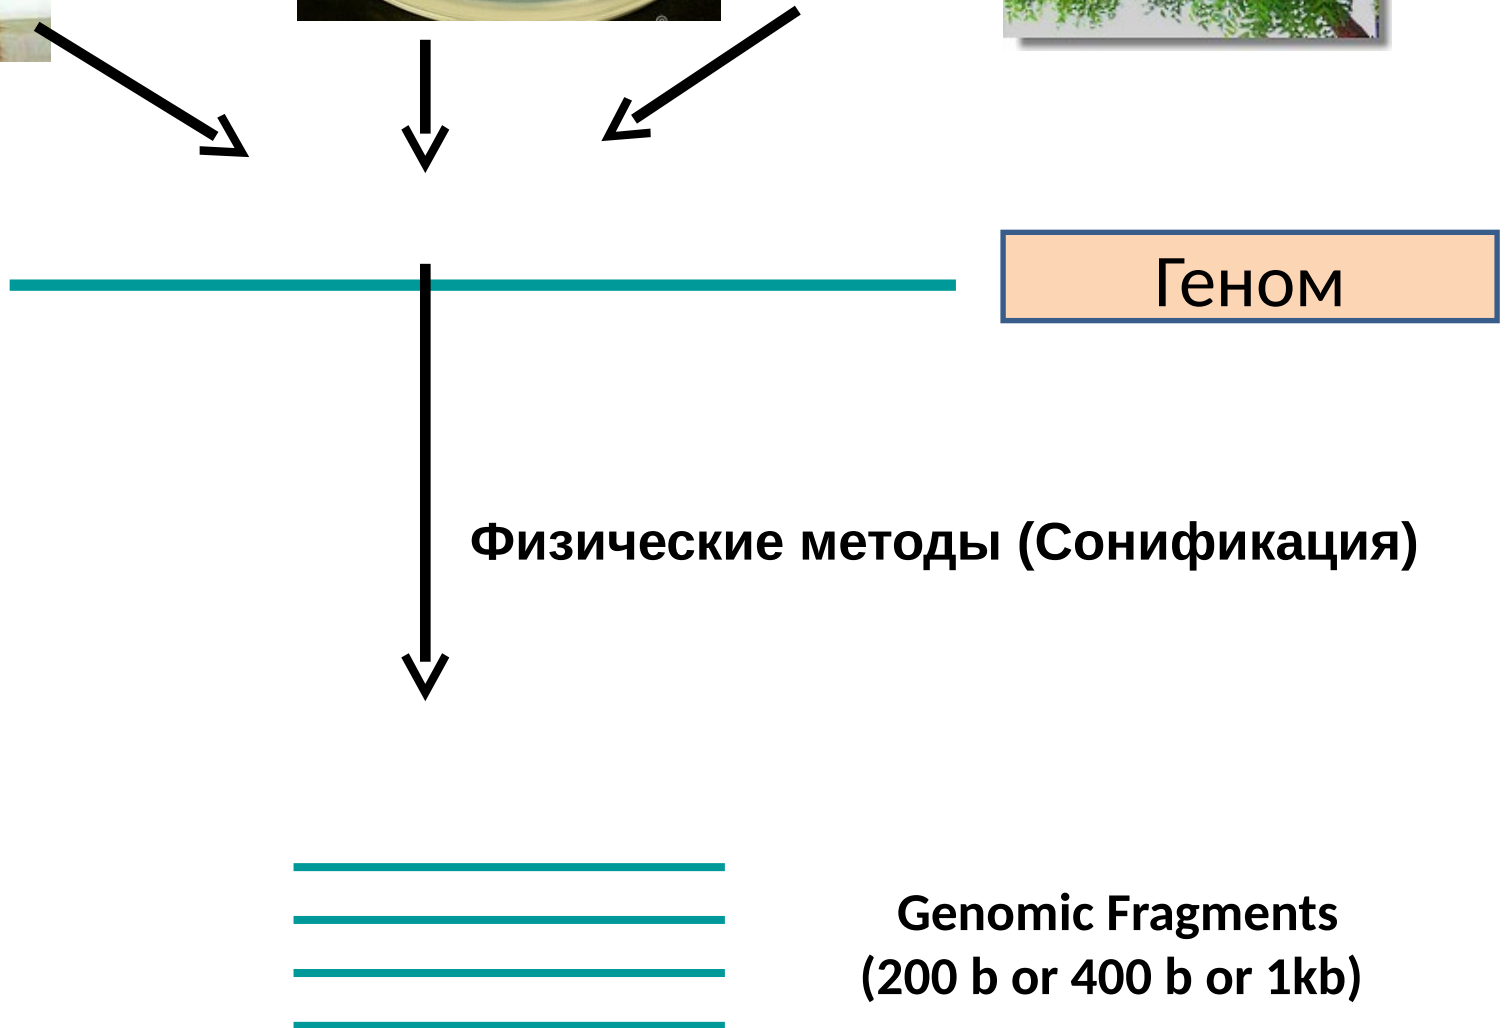 Геном
Физические методы (Сонификация)
Genomic Fragments
(200 b or 400 b or 1kb)